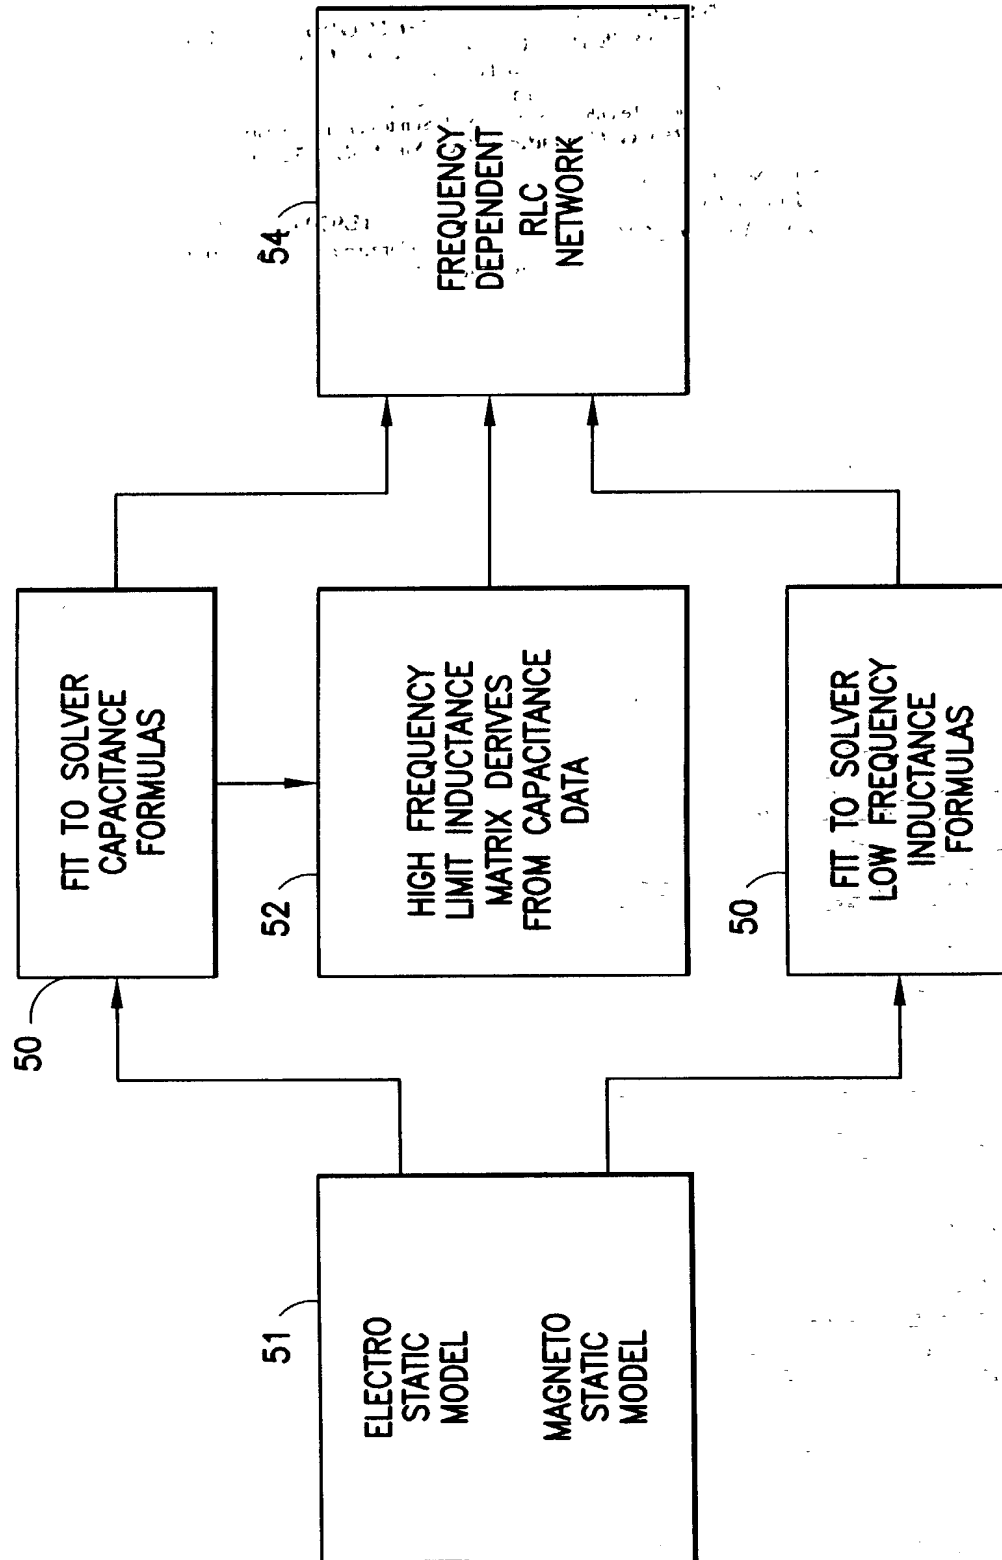 51
ELECTRO
STATIC
MODEL
MAGNETO
STATIC
MODEL
50
FIT TO SOLVER
CAPACITANCE
FORMULAS
52
HIGH FREQUENCY
LIMIT INDUCTANCE
MATRIX DERIVES
FROM CAPACITANCE
DATA
50
FIT TO SOLVER
LOW FREQUENCY
INDUCTANCE
FORMULAS
54
FREQUENCY
DEPENDENT
RLC
NETWORK